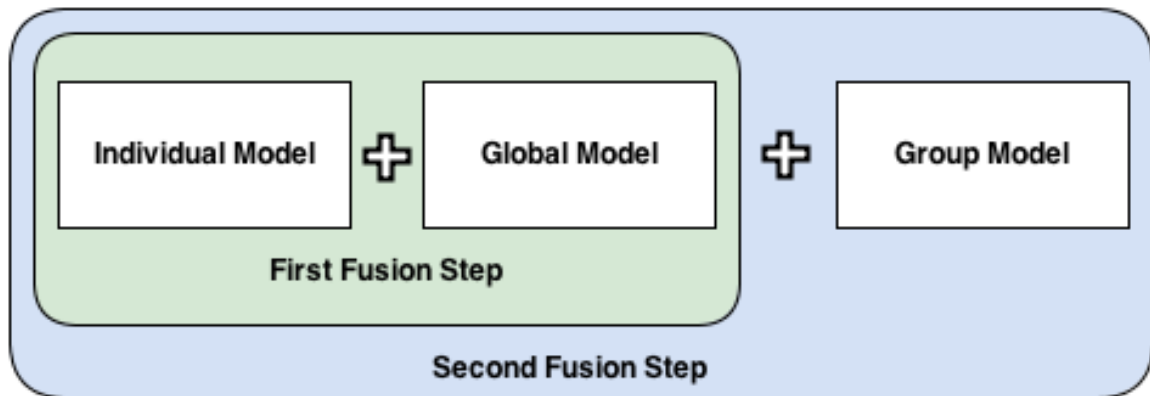 Individual Model
Global Model
Group Model
First Fusion Step
Second Fusion Step